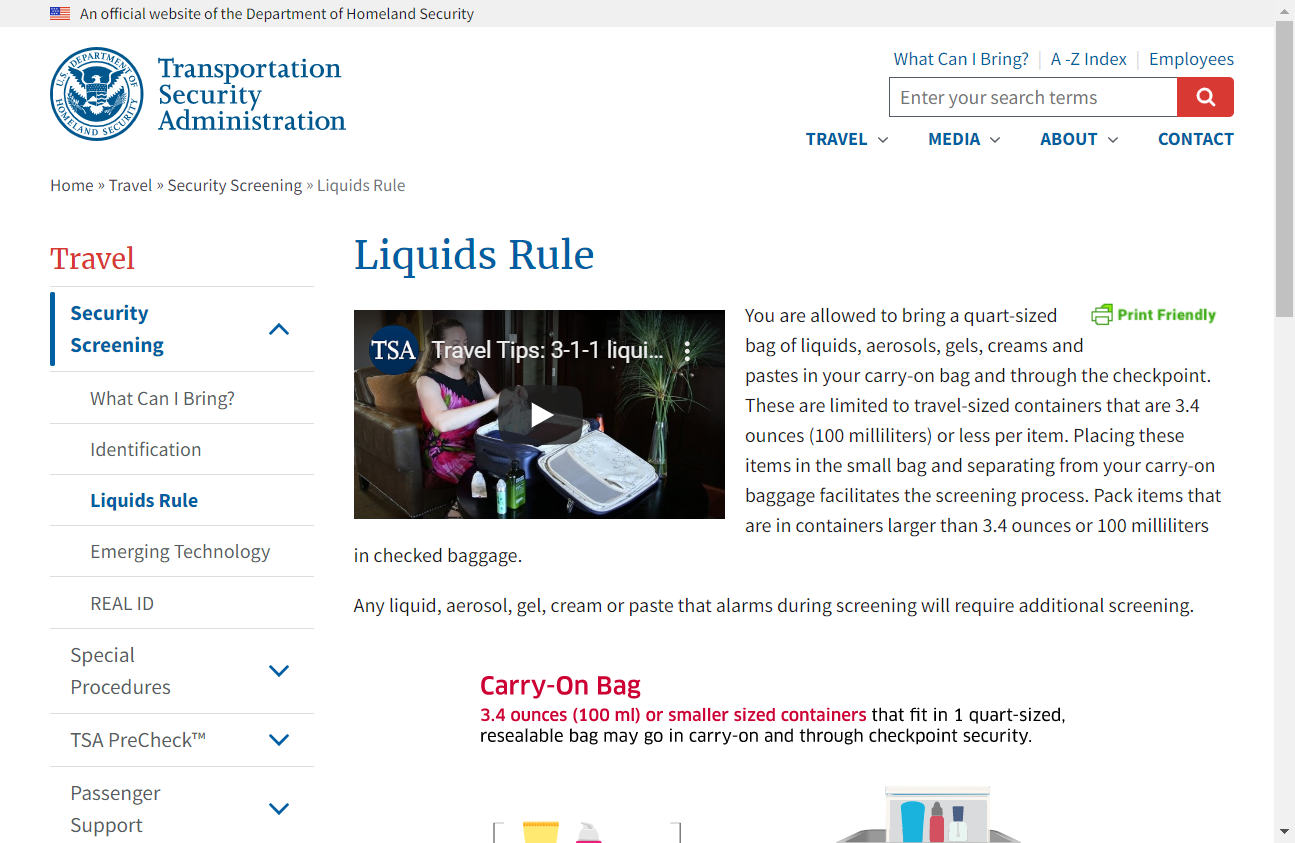 An official website of the Department of Homeland Security
U.S. DEPARTMENT OF HOMELAND SECURITY
Transportation
Security
Administration
What Can I Bring?
A -Z Index
Employees
Enter your search terms
TRAVEL
MEDIA
ABOUT
CONTACT
Home » Travel » Security Screening » Liquids Rule
Travel
Security
Screening
What Can I Bring?
Identification
Liquids Rule
Emerging Technology
REAL ID
Special
Procedures
TSA PreCheck™
Passenger
Support
Liquids Rule
TSA Travel Tips: 3-1-1 liqui...
Print Friendly
You are allowed to bring a quart-sized
bag of liquids, aerosols, gels, creams and
pastes in your carry-on bag and through the checkpoint.
These are limited to travel-sized containers that are 3.4
ounces (100 milliliters) or less per item. Placing these
items in the small bag and separating from your carry-on
baggage facilitates the screening process. Pack items that
are in containers larger than 3.4 ounces or 100 milliliters
in checked baggage.
Any liquid, aerosol, gel, cream or paste that alarms during screening will require additional screening.
Carry-On Bag
3.4 ounces (100 ml) or smaller sized containers that fit in 1 quart-sized,
resealable bag may go in carry-on and through checkpoint security.